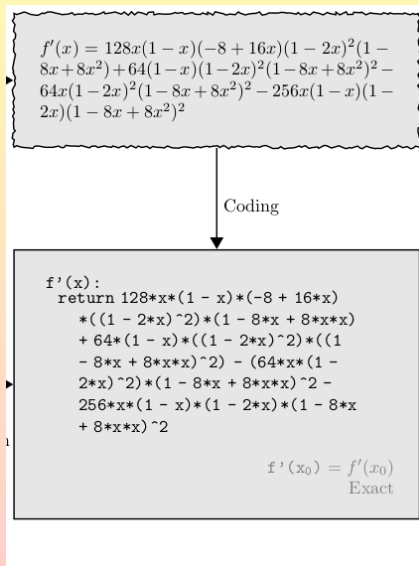 f′(x) = 128x(1 − x)(−8 + 16x)(1 − 2x)²(1 −
8x+8x²)+64(1−x)(1−2x)²(1−8x+8x²)²−
64x(1−2x)²(1−8x+8x²)²−256x(1−x)(1−
2x)(1 − 8x + 8x²)²
Coding
f'(x):
return 128*x*(1 - x)*(-8 + 16*x)
*((1 - 2*x)^2)*(1 - 8*x + 8*x*x)
+ 64*(1 - x)*((1 - 2*x)^2)*((1
- 8*x + 8*x*x)^2) - (64*x*(1 -
2*x)^2)*(1 - 8*x + 8*x*x)^2 -
256*x*(1 - x)*(1 - 2*x)*(1 - 8*x
+ 8*x*x)^2
f'(x₀) = f′(x₀)
Exact